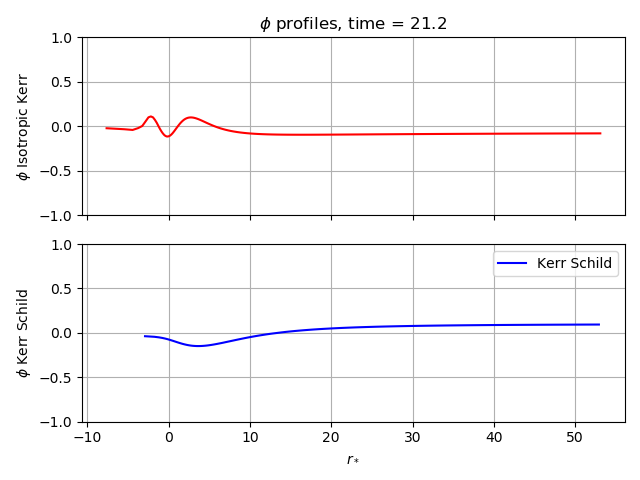 ϕ profiles, time = 21.2
ϕ Isotropic Kerr
1.0
0.5
0.0
−0.5
−1.0
ϕ Kerr Schild
1.0
0.5
0.0
−0.5
−1.0
Kerr Schild
−10 0 10 20 30 40 50
r*